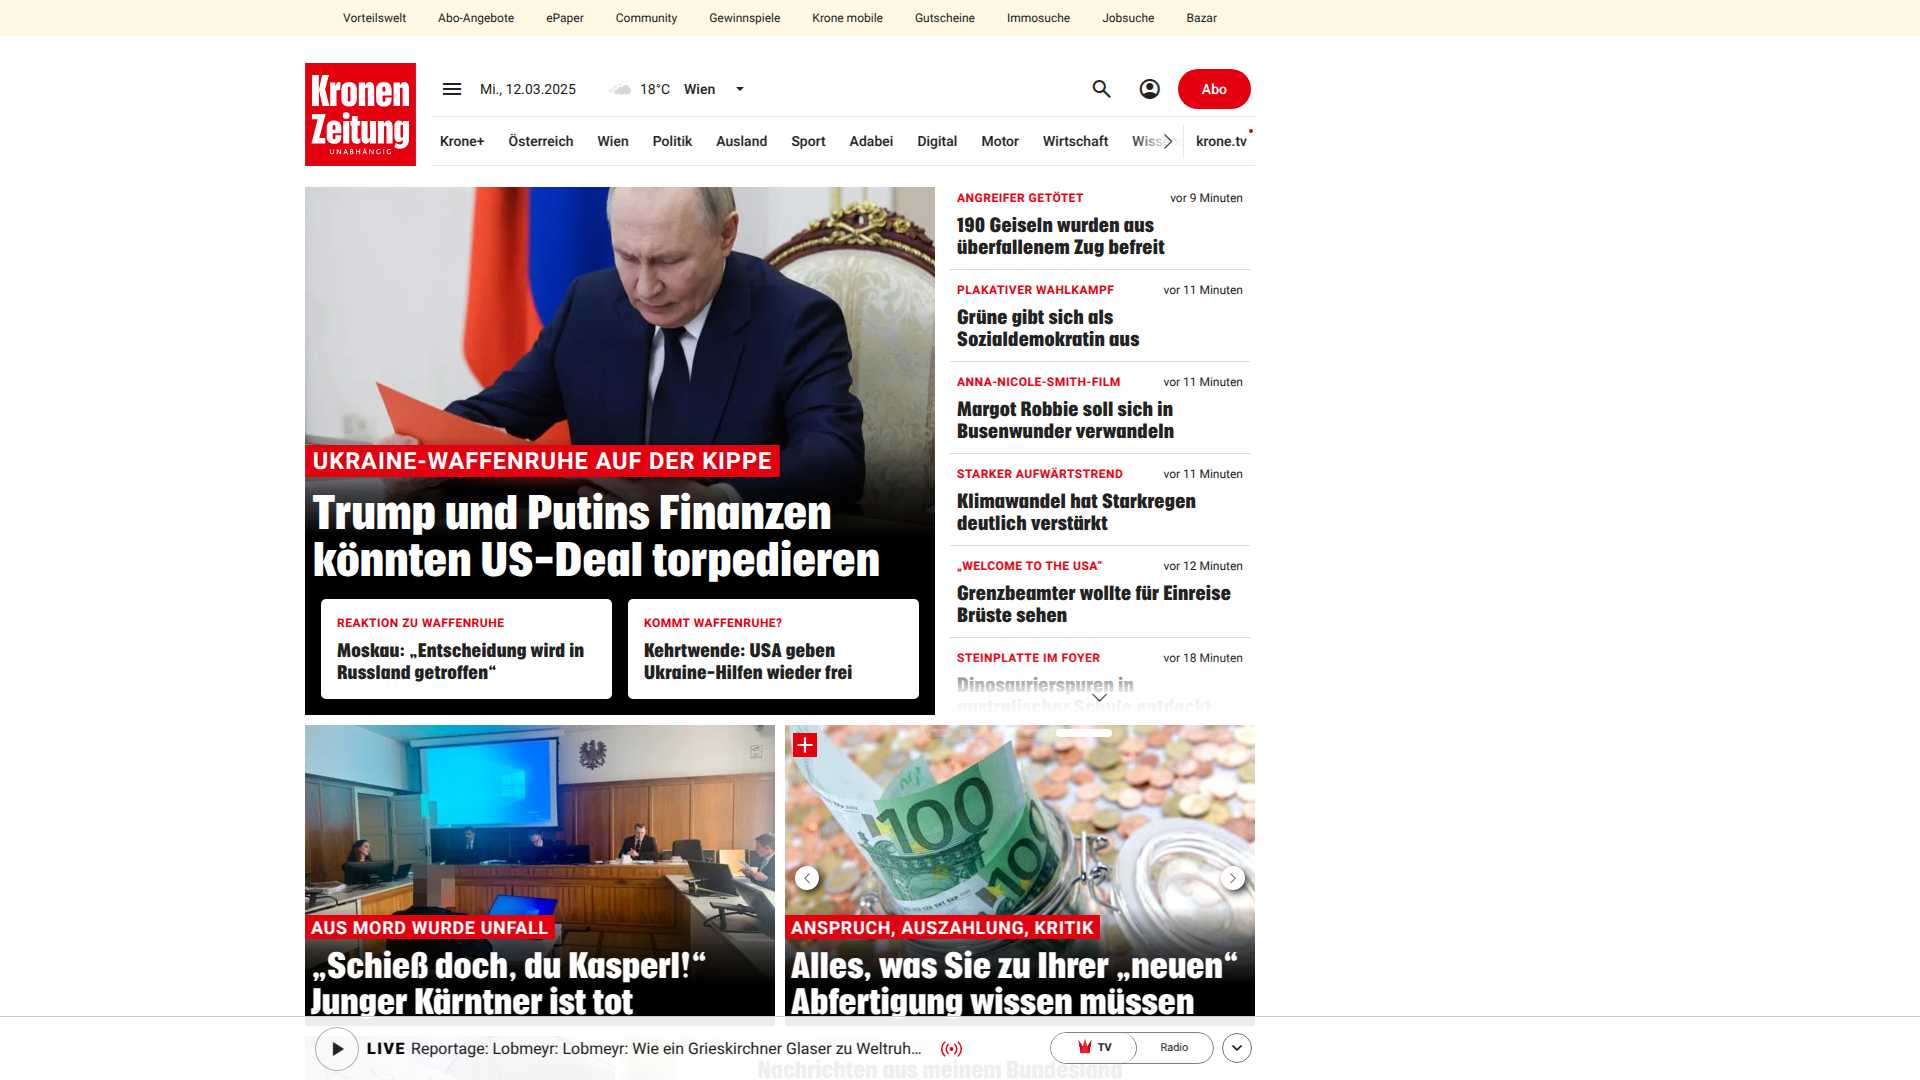 Vorteilswelt Abo-Angebote ePaper Community Gewinnspiele Krone mobile Gutscheine Immosuche Jobsuche Bazar
Kronen
Zeitung
UNABHÄNGIG
Mi., 12.03.2025 18°C Wien
Abo
Krone+ Österreich Wien Politik Ausland Sport Adabei Digital Motor Wirtschaft krone.tv
UKRAINE-WAFFENRUHE AUF DER KIPPE
Trump und Putins Finanzen
könnten US-Deal torpedieren
REAKTION ZU WAFFENRUHE
Moskau: „Entscheidung wird in
Russland getroffen“
KOMMT WAFFENRUHE?
Kehrtwende: USA geben
Ukraine-Hilfen wieder frei
ANGREIFER GETÖTET vor 9 Minuten
190 Geiseln wurden aus
überfallenem Zug befreit
PLAKATIVER WAHLKAMPF vor 11 Minuten
Grüne gibt sich als
Sozialdemokratin aus
ANNA-NICOLE-SMITH-FILM vor 11 Minuten
Margot Robbie soll sich in
Busenwunder verwandeln
STARKER AUFWÄRTSTREND vor 11 Minuten
Klimawandel hat Starkregen
deutlich verstärkt
„WELCOME TO THE USA“ vor 12 Minuten
Grenzbeamter wollte für Einreise
Brüste sehen
STEINPLATTE IM FOYER vor 18 Minuten
Dinosaurierspuren in
australischer Schule entdeckt
AUS MORD WURDE UNFALL
„Schieß doch, du Kasperl!“
Junger Kärntner ist tot
100
100
ANSPRUCH, AUSZAHLUNG, KRITIK
Alles, was Sie zu Ihrer „neuen“
Abfertigung wissen müssen
LIVE Reportage: Lobmeyr: Lobmeyr: Wie ein Grieskirchner Glaser zu Weltruh...
TV Radio
Nachrichten aus meinem Bundesland